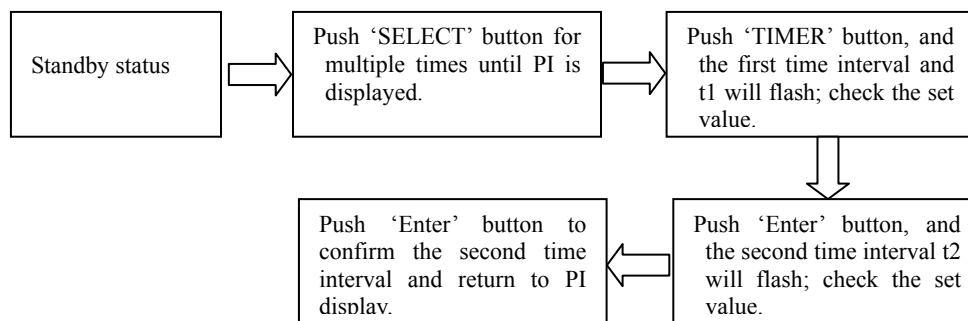 Standby status
Push ‘SELECT’ button for
multiple times until PI is
displayed.
Push ‘TIMER’ button, and
the first time interval and
t1 will flash; check the set
value.
Push ‘Enter’ button, and
the second time interval t2
will flash; check the set
value.
Push ‘Enter’ button to
confirm the second time
interval and return to PI
display.